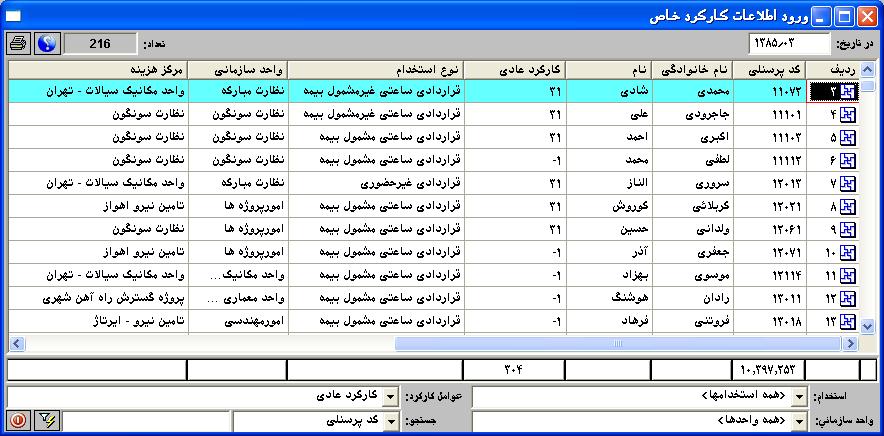 ورود اطلاعات کارکرد خاص
در تاریخ: ۱۳۸۵/۰۳ تعداد: 216
ردیف کد پرسنلی نام خانوادگی نام کارکرد عادی نوع استخدام واحد سازمانی مرکز هزینه
۳ ۱۱۰۷۲ محمدی شادی ۳۱ قراردادی ساعتی غیرمشمول بیمه نظارت مبارکه واحد مکانیک سیالات - تهران
۴ ۱۱۱۰۱ جاجرودی علی ۳۱ قراردادی ساعتی غیرمشمول بیمه نظارت سونگون نظارت سونگون
۵ ۱۱۱۰۳ اکبری احمد ۳۱ قراردادی ساعتی مشمول بیمه نظارت سونگون نظارت سونگون
۶ ۱۱۱۱۲ لطفی محمد ۱- قراردادی ساعتی مشمول بیمه نظارت سونگون نظارت سونگون
۷ ۱۲۰۱۳ سروری الناز ۳۱ قراردادی غیرحضوری نظارت مبارکه واحد مکانیک سیالات - تهران
۸ ۱۲۰۲۱ کربلائی کوروش ۳۱ قراردادی ساعتی مشمول بیمه امورپروژه ها تامین نیرو اهواز
۹ ۱۲۰۶۱ ولدانی حسین ۳۱ قراردادی ساعتی مشمول بیمه امورپروژه ها نظارت سونگون
۱۰ ۱۲۰۷۱ جعفری آذر ۱- قراردادی ساعتی مشمول بیمه امورپروژه ها تامین نیرو اهواز
۱۱ ۱۲۱۱۴ موسوی بهزاد ۱- قراردادی ساعتی مشمول بیمه واحد مکانیک... واحد مکانیک سیالات - تهران
۱۲ ۱۳۰۱۱ رادان هوشنگ ۱- قراردادی ساعتی مشمول بیمه واحد معماری ... پروژه گسترش راه آهن شهری
۱۳ ۱۳۰۱۸ فروتنی فرهاد ۱- قراردادی ساعتی مشمول بیمه امورمهندسی تامین نیرو - ایرتاژ
۱۰,۳۹۷,۲۵۳ ۳۰۴
استخدام: <همه استخدامها> عوامل کارکرد: کارکرد عادی
واحد سازمانی: <همه واحدها> جستجو: کد پرسنلی